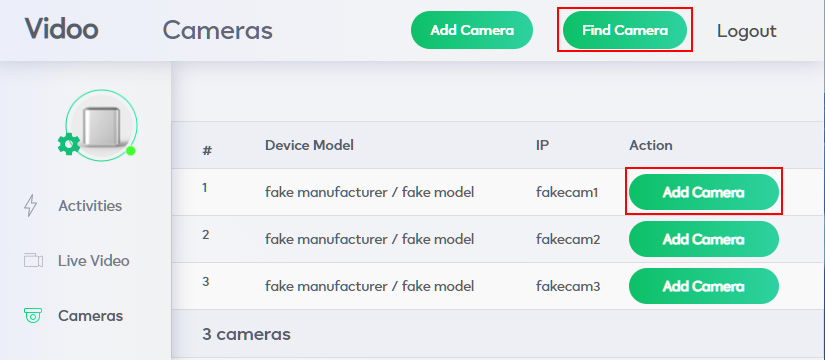 Vidoo Cameras Add Camera Find Camera Logout
# Device Model IP Action
1 fake manufacturer / fake model fakecam1 Add Camera
Activities
2 fake manufacturer / fake model fakecam2 Add Camera
Live Video
3 fake manufacturer / fake model fakecam3 Add Camera
Cameras
3 cameras